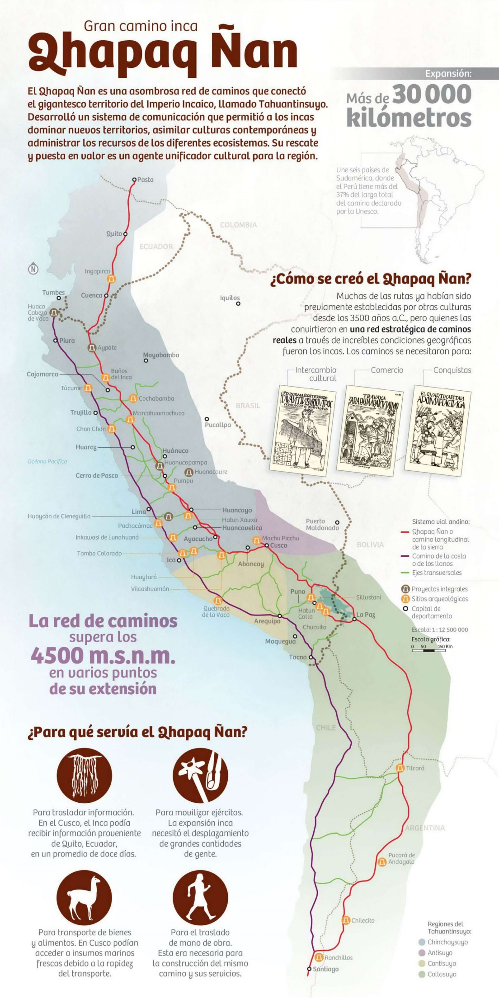 Gran camino inca
Qhapaq Ñan
El Qhapaq Ñan es una asombrosa red de caminos que conectó
el gigantesco territorio del Imperio Incaico, llamado Tahuantinsuyo.
Desarrolló un sistema de comunicación que permitió a los incas
dominar nuevos territorios, asimilar culturas contemporáneas y
administrar los recursos de los diferentes ecosistemas. Su rescate
y puesta en valor es un agente unificador cultural para la región.
Expansión:
Más de 30 000
kilómetros
Une seis países de
Sudamérica, donde
el Perú tiene más del
37% del largo total
del camino declarado
por la Unesco.
Pasto
COLOMBIA
Quito
ECUADOR
N
Ingapirca
Tumbes
Cuenca
Iquitos
Huaca
Cabeza
de Vaca
Piura
Aypate
Moyobamba
Cajamarca
Baños
del Inca
Túcume
Cochabamba
Trujillo
Marcahuamachuco
Chan Chan
BRASIL
Pucallpa
Huaraz
Huánuco
Océano Pacífico
Huanucopampa
Huanacaure
Cerro de Pasco
Pumpu
¿Cómo se creó el Qhapaq Ñan?
Muchas de las rutas ya habían sido
previamente establecidas por otras culturas
desde los 3500 años a.C., pero quienes las
convirtieron en una red estratégica de caminos
reales a través de increíbles condiciones geográficas
fueron los incas. Los caminos se necesitaron para:
Intercambio
cultural
Comercio
Conquistas
TRAVAXA
EL QVARTO CAPITAN
Lima
Huancayo
Huaycán de Cieneguilla
Hatun Xauxa
Pachacámac
Huancavelica
Puerto
Maldonado
Inkawasi de Lunahuaná
Ayacucho
Machu Picchu
Cusco
BOLIVIA
Tambo Colorado
Ica
Abancay
Huaytará
Vilcashuamán
Puno
Sillustani
Quebrada
de la Vaca
Hatun
Colla
La Paz
Arequipa
Chucuito
Moquegua
Tacna
Sistema vial andino:
Qhapaq Ñan o
camino longitudinal
de la sierra
Camino de la costa
o de los llanos
Ejes transversales
Proyectos integrales
Sitios arqueológicos
Capital de
departamento
Escala: 1 : 12 500 000
Escala gráfica:
0 50 150 Km
La red de caminos
supera los
4500 m.s.n.m.
en varios puntos
de su extensión
CHILE
Tilcará
ARGENTINA
Pucará de
Andagala
Chilecito
Ranchillos
Santiago
¿Para qué servía el Qhapaq Ñan?
Para trasladar información.
En el Cusco, el Inca podía
recibir información proveniente
de Quito, Ecuador,
en un promedio de doce días.
Para movilizar ejércitos.
La expansión inca
necesitó el desplazamiento
de grandes cantidades
de gente.
Para transporte de bienes
y alimentos. En Cusco podían
acceder a insumos marinos
frescos debido a la rapidez
del transporte.
Para el traslado
de mano de obra.
Esta era necesaria para
la construcción del mismo
camino y sus servicios.
Regiones del
Tahuantinsuyo:
Chinchaysuyo
Antisuyo
Contisuyo
Collasuyo